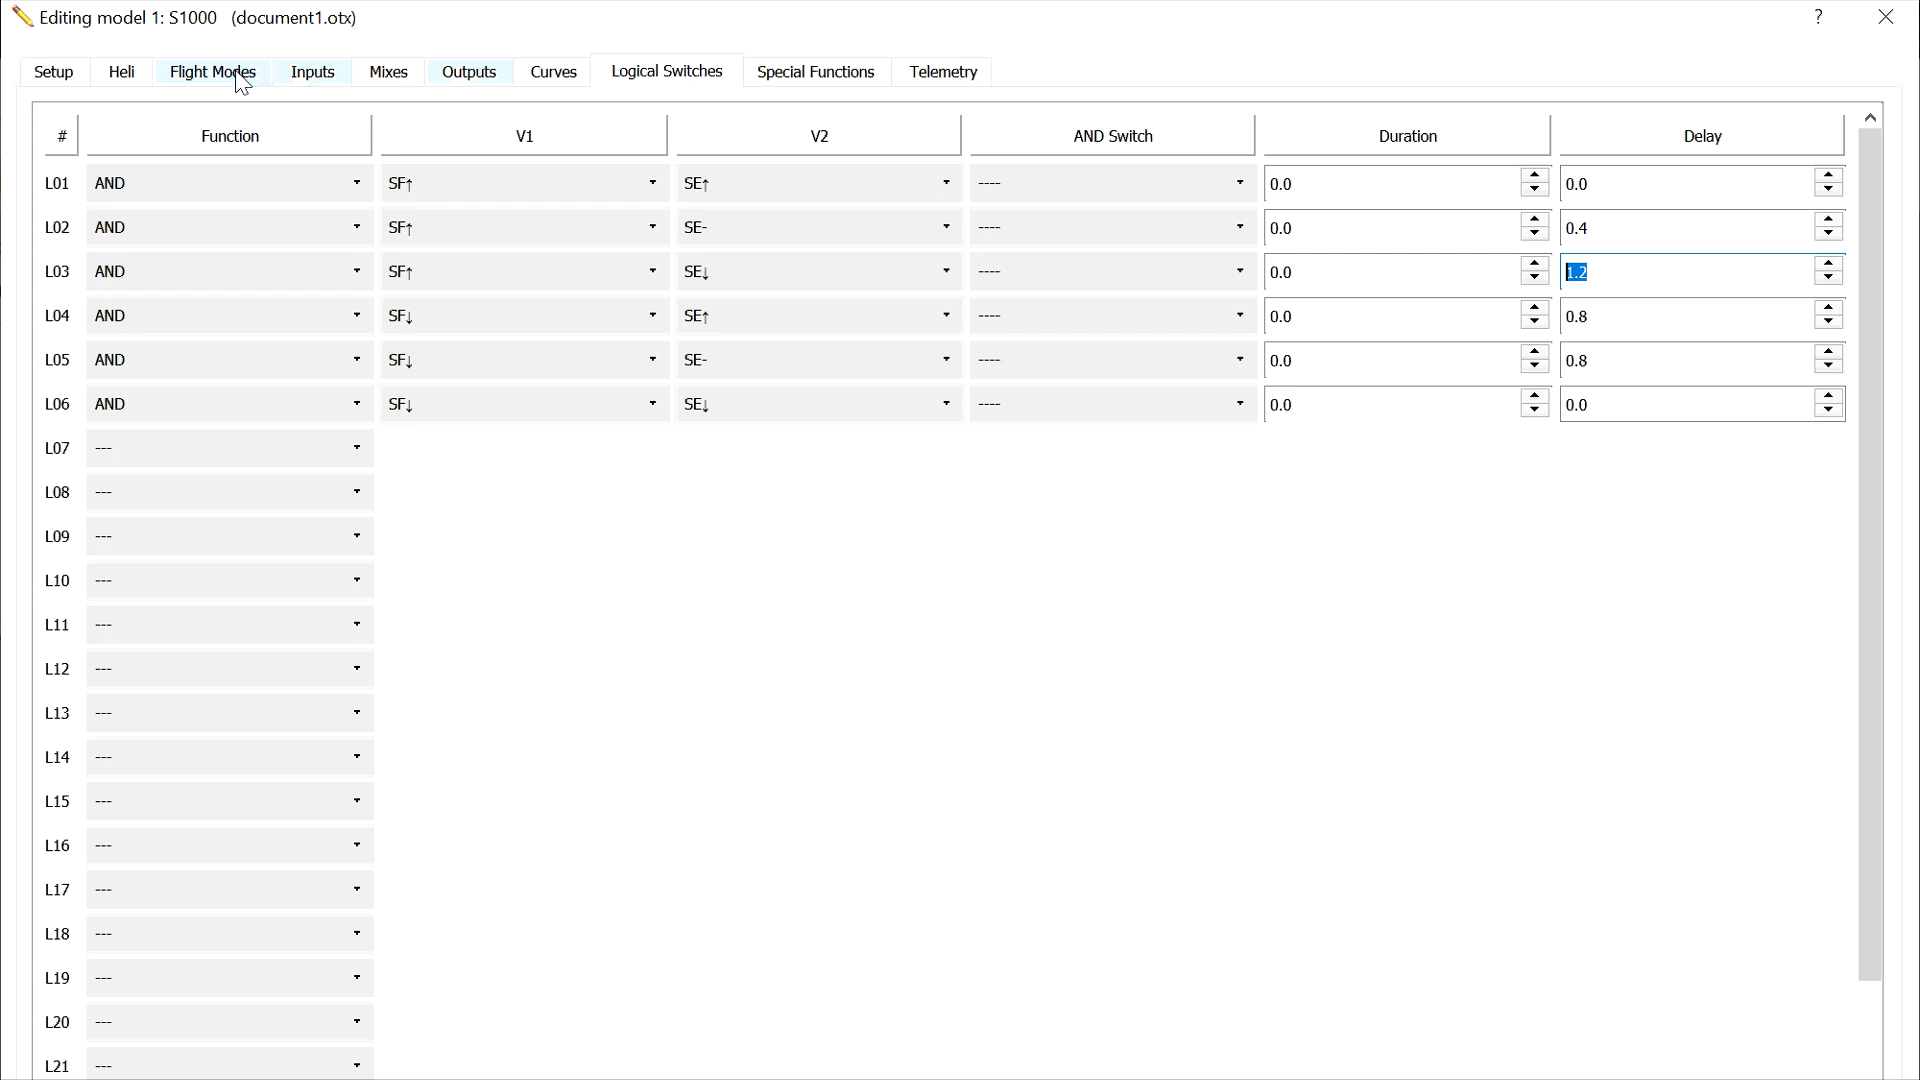 Editing model 1: S1000 (document1.otx) ?
Setup Heli Flight Modes Inputs Mixes Outputs Curves Logical Switches Special Functions Telemetry
# Function V1 V2 AND Switch Duration Delay
L01 AND SF↑ SE↑ ---- 0.0 0.0
L02 AND SF↑ SE- ---- 0.0 0.4
L03 AND SF↑ SE↓ ---- 0.0 1.2
L04 AND SF↓ SE↑ ---- 0.0 0.8
L05 AND SF↓ SE- ---- 0.0 0.8
L06 AND SF↓ SE↓ ---- 0.0 0.0
L07 ---
L08 ---
L09 ---
L10 ---
L11 ---
L12 ---
L13 ---
L14 ---
L15 ---
L16 ---
L17 ---
L18 ---
L19 ---
L20 ---
L21 ---